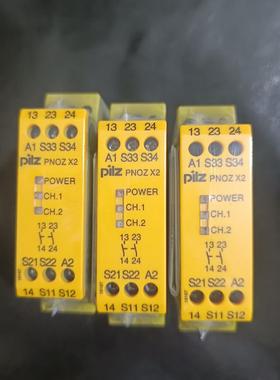 13 23 24
A1 S33 S34
pilz PNOZ X2
POWER
CH.1
CH.2
13 23
14 24
S21 S22 A2
14 S11 S12
13 23 24
A1 S33 S34
pilz PNOZ X2
POWER
CH.1
CH.2
13 23
14 24
S21 S22 A2
14 S11 S12
13 23 24
A1 S33 S34
pilz PNOZ X2
POWER
CH.1
CH.2
13 23
14 24
S21 S22 A2
14 S11 S12